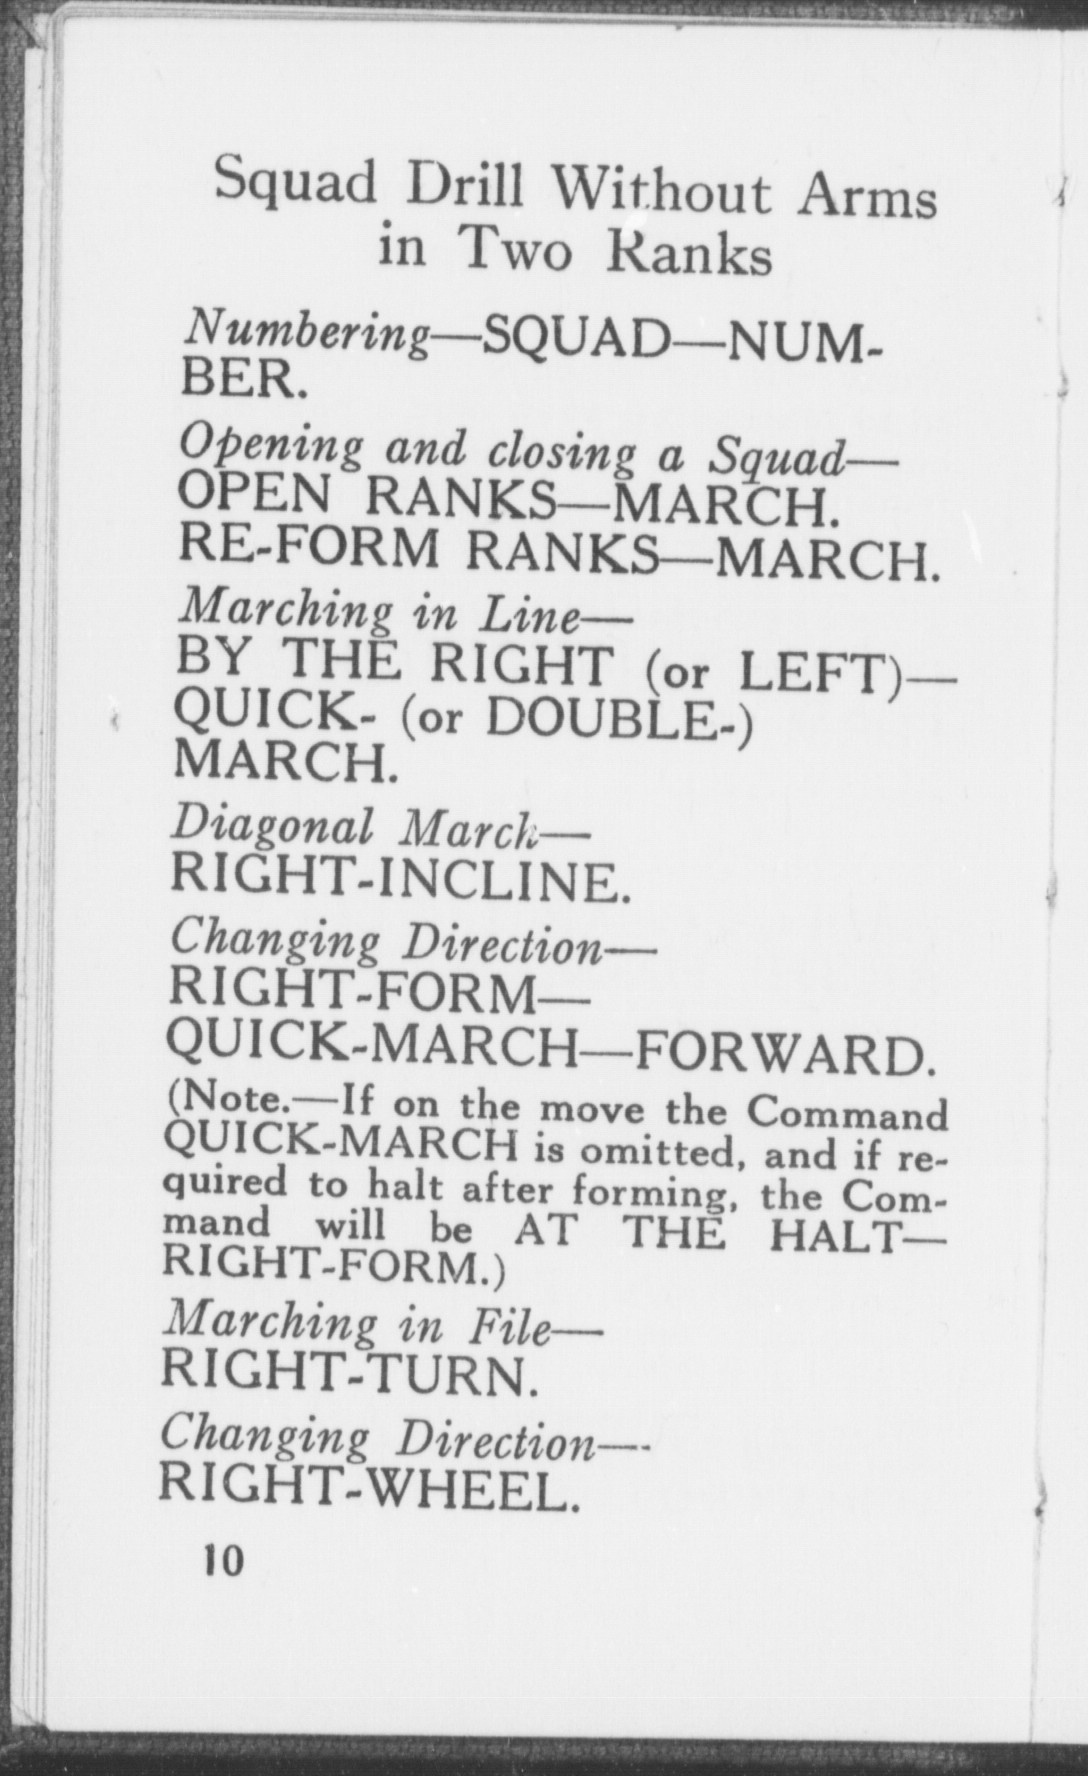 Squad Drill Without Arms
in Two Ranks
Numbering—SQUAD—NUM-
BER.
Opening and closing a Squad—
OPEN RANKS—MARCH.
RE-FORM RANKS—MARCH.
Marching in Line—
BY THE RIGHT (or LEFT)—
QUICK- (or DOUBLE-)
MARCH.
Diagonal March—
RIGHT-INCLINE.
Changing Direction—
RIGHT-FORM—
QUICK-MARCH—FORWARD.
(Note.—If on the move the Command
QUICK-MARCH is omitted, and if re-
quired to halt after forming, the Com-
mand will be AT THE HALT—
RIGHT-FORM.)
Marching in File—
RIGHT-TURN.
Changing Direction—
RIGHT-WHEEL.
10